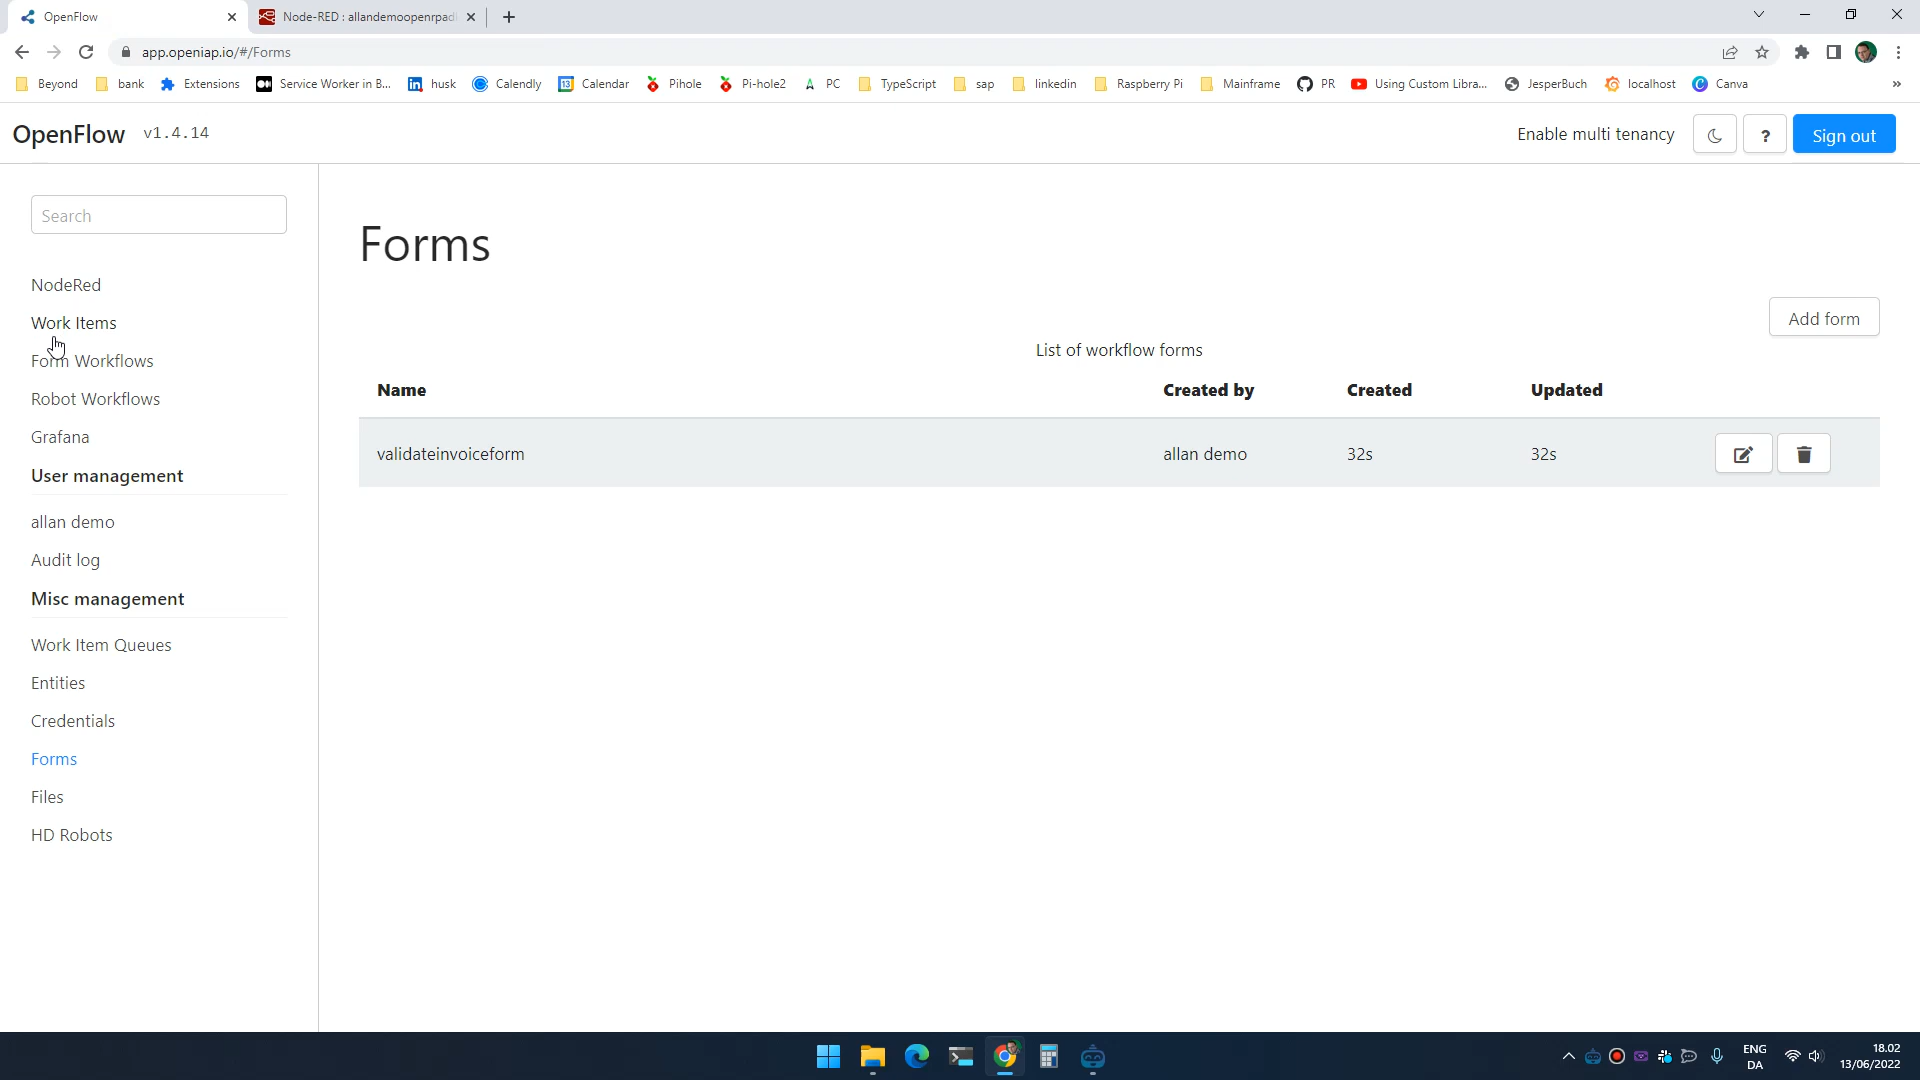 OpenFlow
Node-RED : allandemoopenrpadi
app.openiap.io/#/Forms
Beyond
bank
Extensions
Service Worker in B...
husk
Calendly
Calendar
Pihole
Pi-hole2
PC
TypeScript
sap
linkedin
Raspberry Pi
Mainframe
PR
Using Custom Libra...
JesperBuch
localhost
Canva
»
OpenFlow v1.4.14
Enable multi tenancy
?
Sign out
Search
NodeRed
Work Items
Form Workflows
Robot Workflows
Grafana
User management
allan demo
Audit log
Misc management
Work Item Queues
Entities
Credentials
Forms
Files
HD Robots
Forms
Add form
List of workflow forms
Name Created by Created Updated
validateinvoiceform allan demo 32s 32s
ENG
DA
18.02
13/06/2022